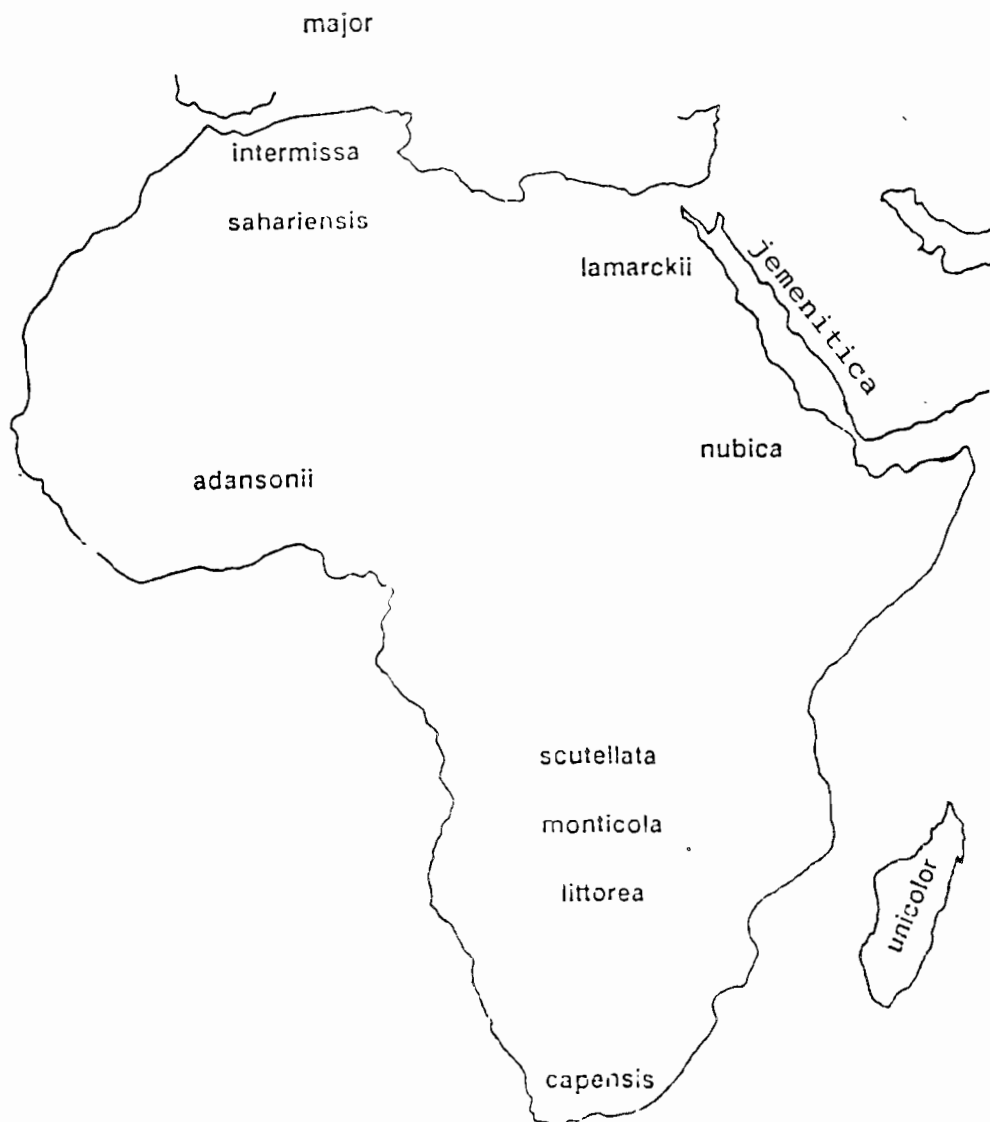 major
intermissa
sahariensis
lamarckii
jemenitica
nubica
adansonii
scutellata
monticola
littorea
unicolor
capensis